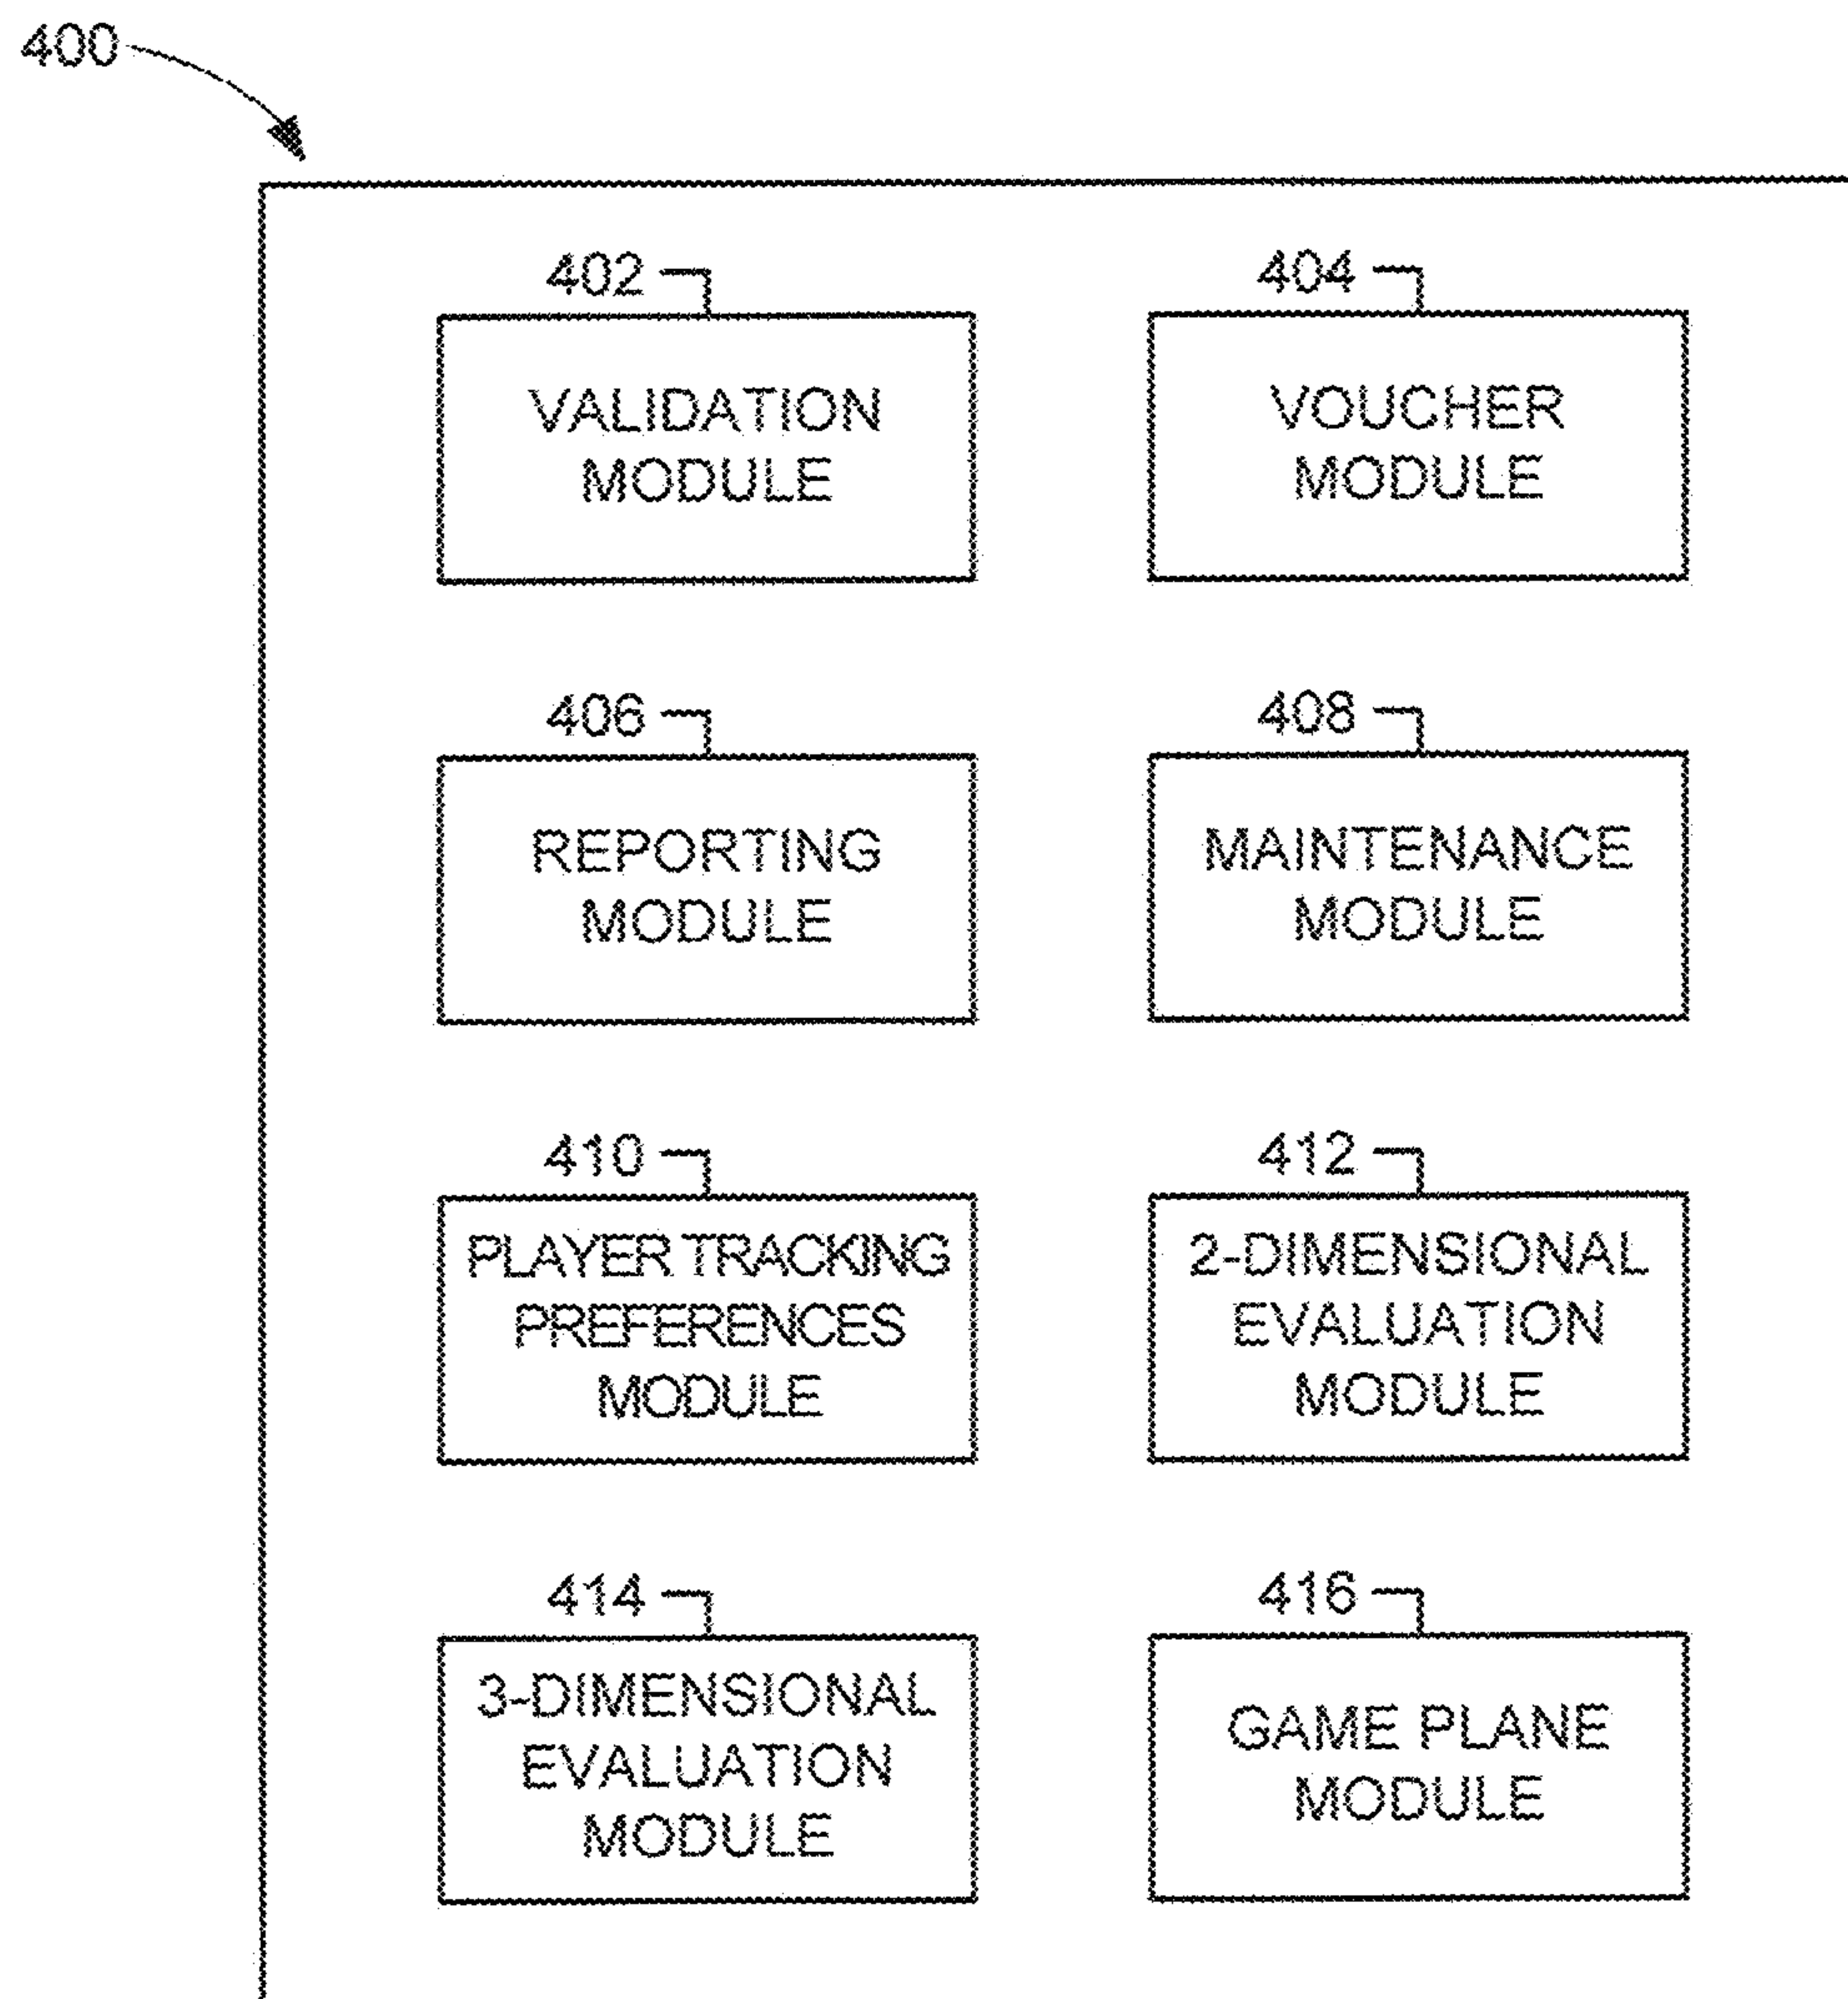 400
402
VALIDATION
MODULE
404
VOUCHER
MODULE
406
REPORTING
MODULE
408
MAINTENANCE
MODULE
410
PLAYER TRACKING
PREFERENCES
MODULE
412
2-DIMENSIONAL
EVALUATION
MODULE
414
3-DIMENSIONAL
EVALUATION
MODULE
416
GAME PLANE
MODULE